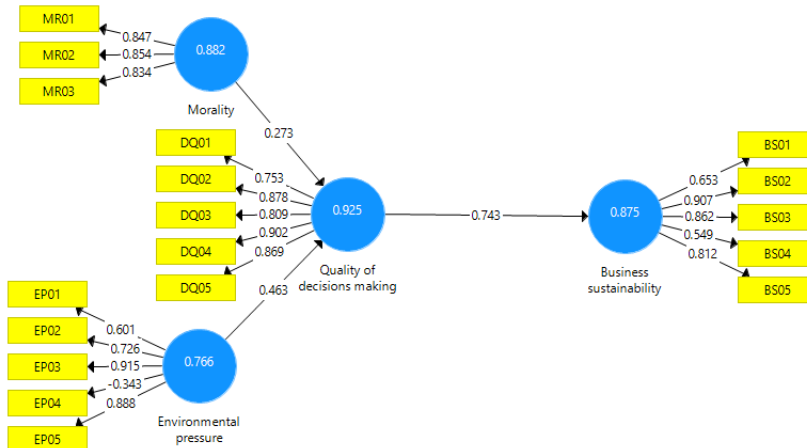 MR01
0.847
0.882
MR02
0.854
MR03
0.834
Morality
0.273
DQ01
0.753
DQ02
0.878
DQ03
0.809
DQ04
0.902
DQ05
0.869
0.925
Quality of
decisions making
0.463
0.743
0.875
Business
sustainability
BS01
0.653
BS02
0.907
BS03
0.862
BS04
0.549
BS05
0.812
EP01
0.601
EP02
0.726
EP03
0.915
EP04
-0.343
EP05
0.888
0.766
Environmental
pressure